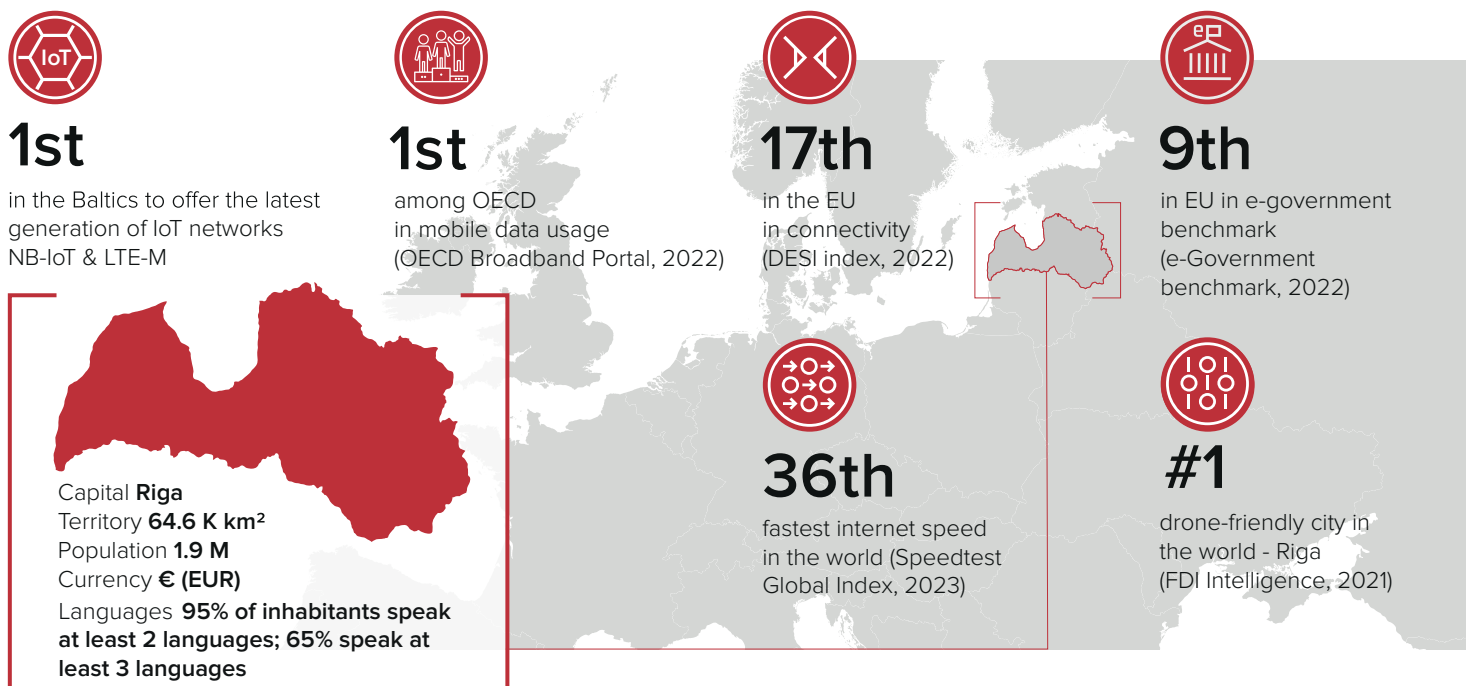 IoT
1st
in the Baltics to offer the latest
generation of IoT networks
NB-IoT & LTE-M
1st
among OECD
in mobile data usage
(OECD Broadband Portal, 2022)
17th
in the EU
in connectivity
(DESI index, 2022)
e
9th
in EU in e-government
benchmark
(e-Government
benchmark, 2022)
Capital Riga
Territory 64.6 K km²
Population 1.9 M
Currency € (EUR)
Languages 95% of inhabitants speak
at least 2 languages; 65% speak at
least 3 languages
36th
fastest internet speed
in the world (Speedtest
Global Index, 2023)
#1
drone-friendly city in
the world - Riga
(FDI Intelligence, 2021)